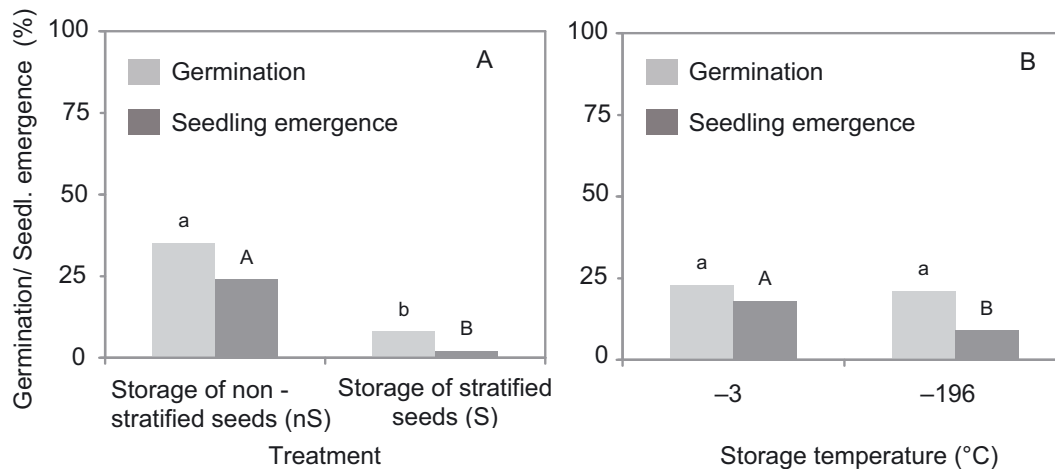 Germination/ Seedl. emergence (%)
100
75
50
25
0
A
Germination
Seedling emergence
a
A
b
B
Storage of non -
stratified seeds (nS)
Storage of stratified
seeds (S)
Treatment
100
75
50
25
0
B
Germination
Seedling emergence
a
A
a
B
–3
–196
Storage temperature (°C)